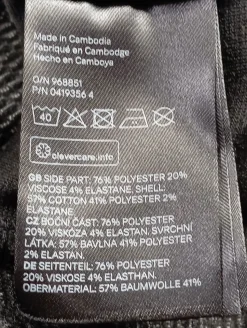 Made in Cambodia
Fabriqué en Cambodge
Hecho en Camboya
O/N 968851
P/N 0419356 4
40
clevercare.info
GB SIDE PART: 76% POLYESTER 20%
VISCOSE 4% ELASTANE, SHELL:
57% COTTON 41% POLYESTER 2%
ELASTANE
CZ BOČNÍ ČÁST: 76% POLYESTER
20% VISKÓZA 4% ELASTAN, SVRCHNÍ
LÁTKA: 57% BAVLNA 41% POLYESTER
2% ELASTAN.
DE SEITENTEIL: 76% POLYESTER
20% VISKOSE 4% ELASTHAN.
OBERMATERIAL: 57% BAUMWOLLE 41%